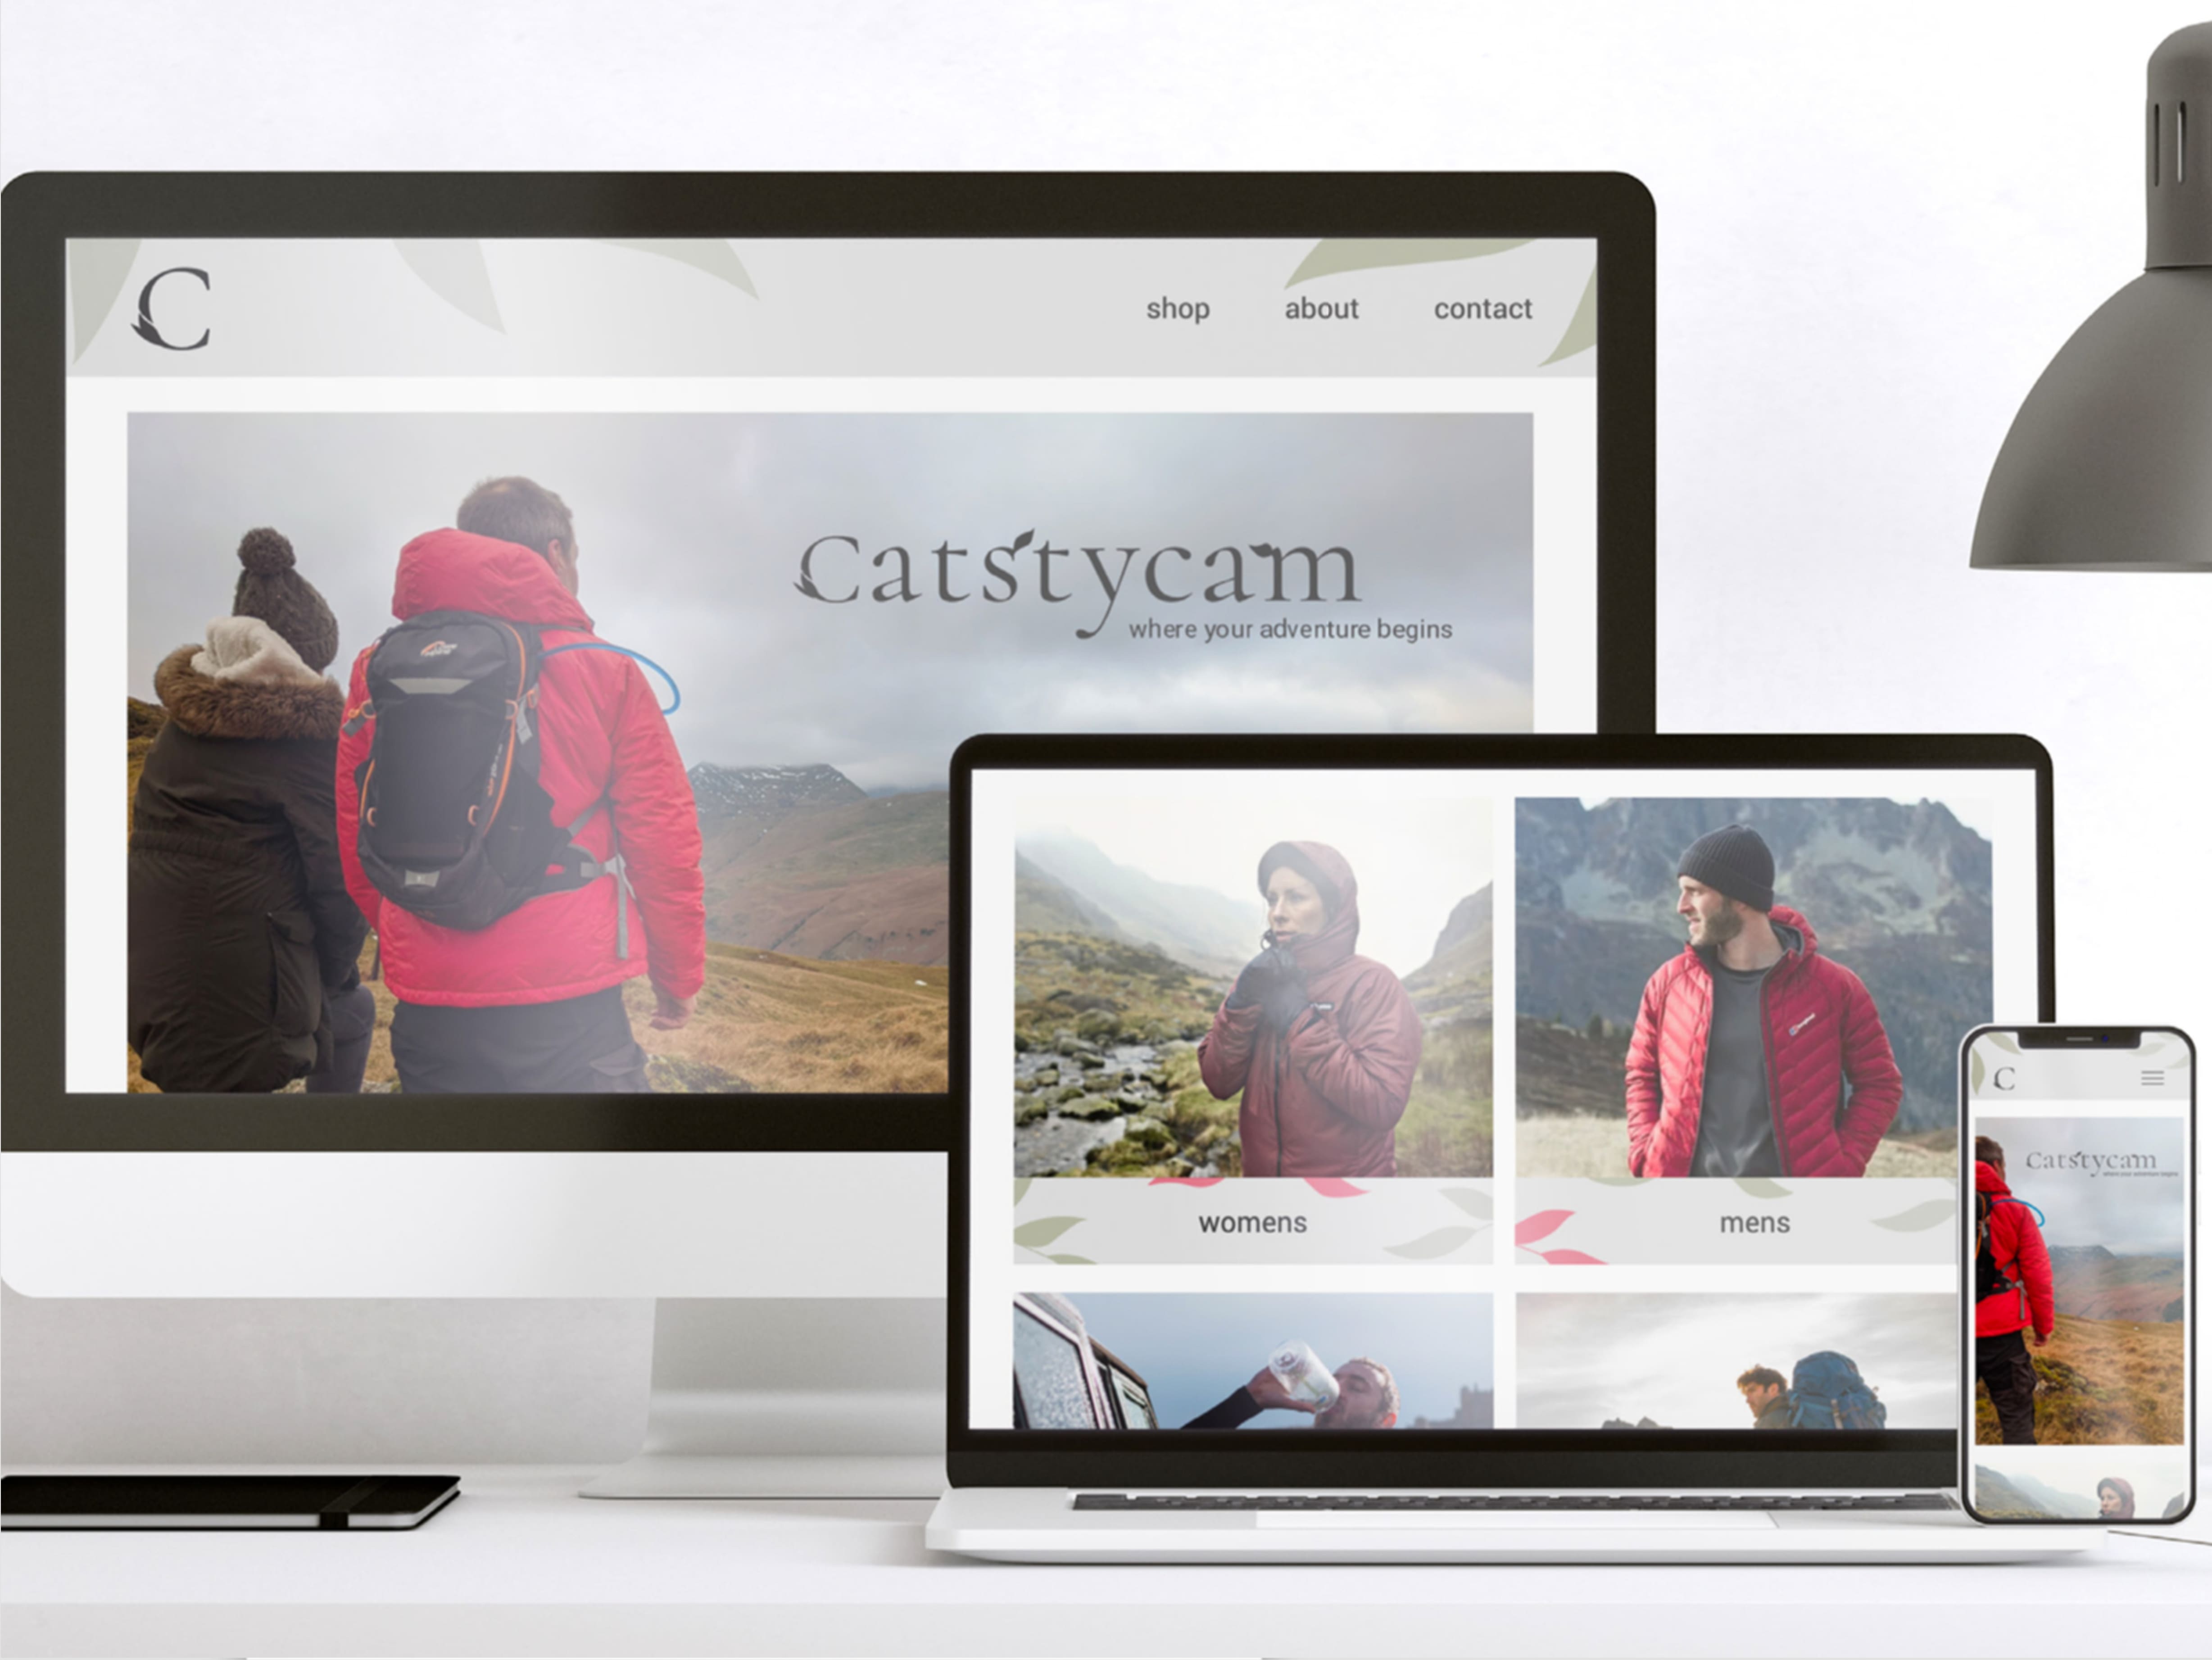 C
shop about contact
Catstycam
where your adventure begins
womens
mens
C
Catstycam
where your adventure begins